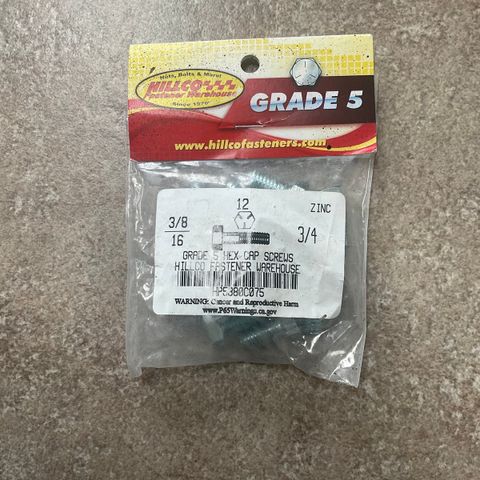 Nuts, Bolts & More!
HILLCO
Fastener Warehouse
Since 1970
GRADE 5
www.hillcofasteners.com
12
ZINC
3/8
16
3/4
GRADE 5 HEX CAP SCREWS
HILLCO FASTENER WAREHOUSE
HP5380C075
WARNING: Cancer and Reproductive Harm
www.P65Warnings.ca.gov